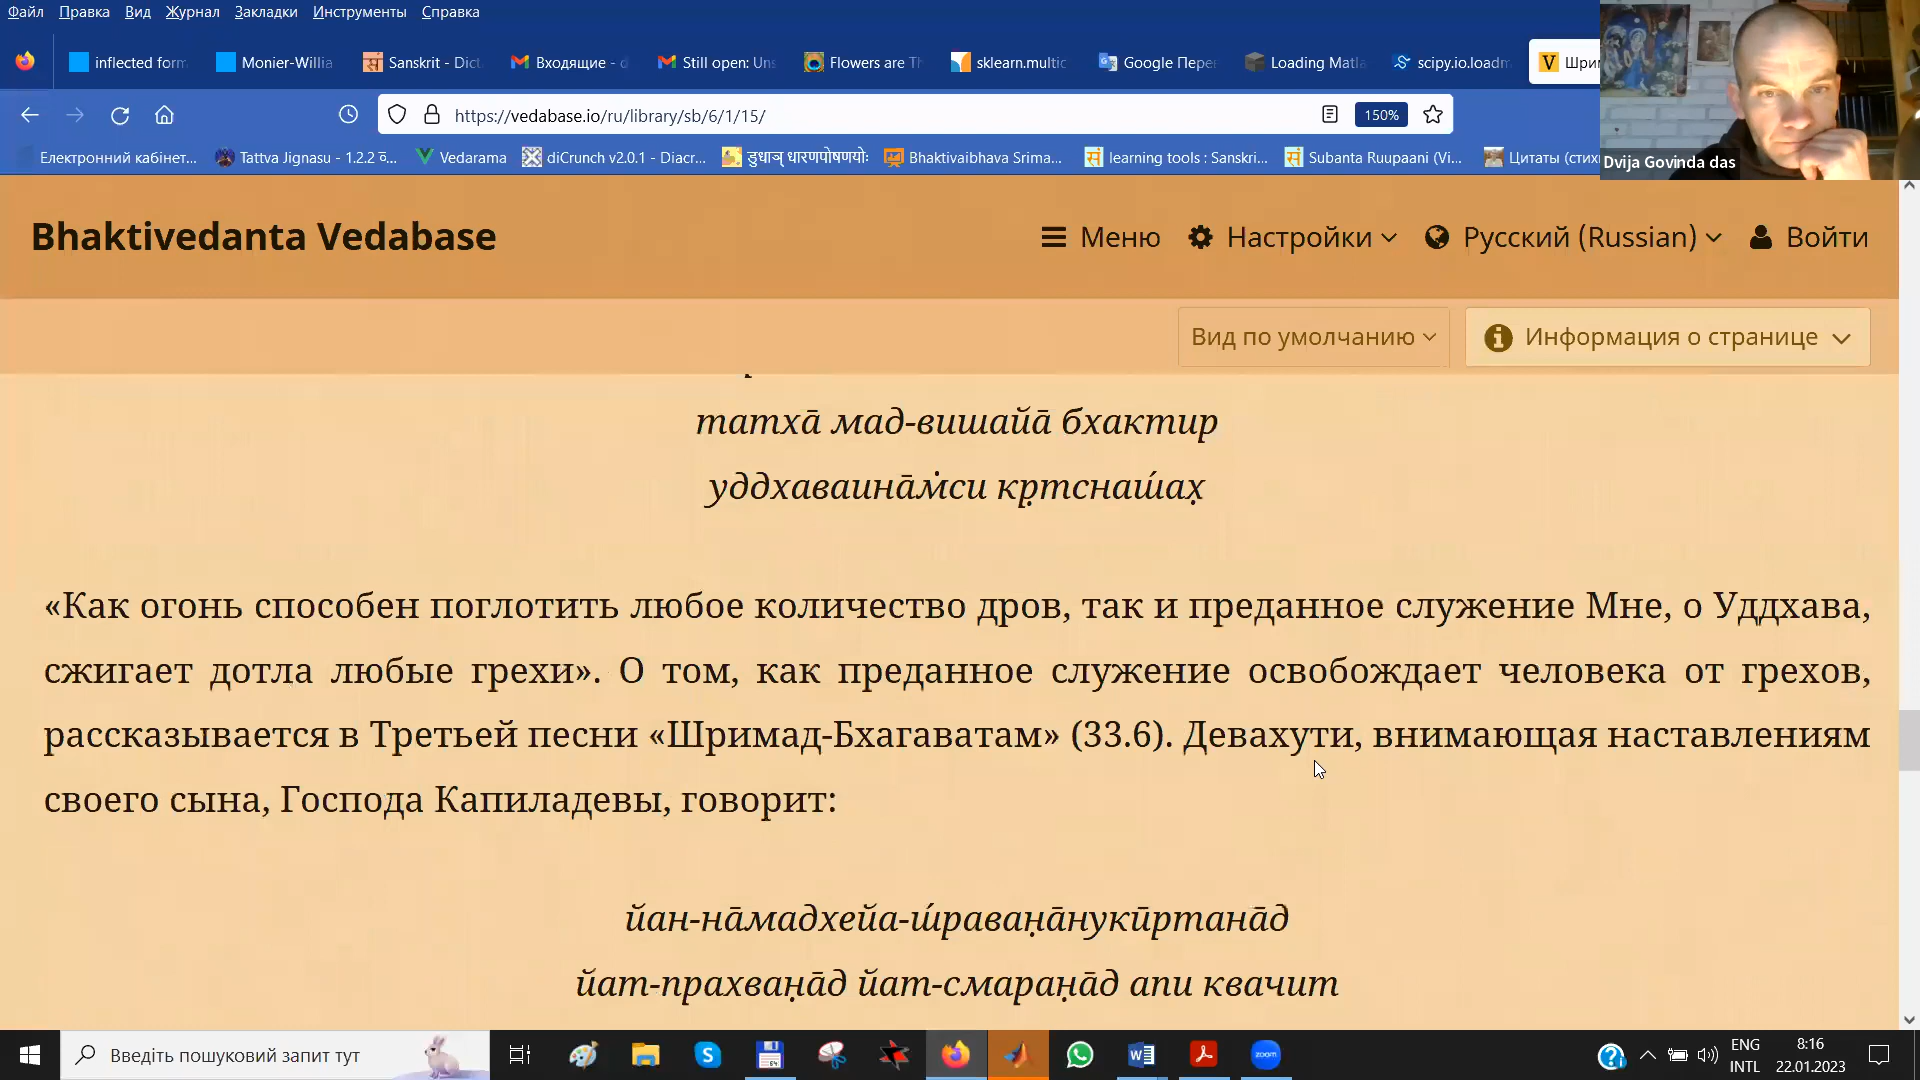 Файл Правка Вид Журнал Закладки Инструменты Справка
inflected form Monier-Willia Sanskrit - Dict Входящие - d Still open: Uns Flowers are Th sklearn.multic Google Пере Loading Matla scipy.io.loadm Шри
https://vedabase.io/ru/library/sb/6/1/15/ 150%
Електронний кабінет... Tattva Jignasu - 1.2.2 व... Vedarama diCrunch v2.0.1 - Diacr... डुधाञ् धारणपोषणयोः Bhaktivaibhava Srima... learning tools : Sanskri... Subanta Ruupaani (Vi... Цитаты (стих
Dvija Govinda das
Bhaktivedanta Vedabase
Меню Настройки Русский (Russian) Войти
Вид по умолчанию Информация о странице
татха̄ мад-вишайа̄ бхактир
уддхаваина̄м̇си кр̣тснаш́ах̣
«Как огонь способен поглотить любое количество дров, так и преданное служение Мне, о Уддхава,
сжигает дотла любые грехи». О том, как преданное служение освобождает человека от грехов,
рассказывается в Третьей песни «Шримад-Бхагаватам» (33.6). Девахути, внимающая наставлениям
своего сына, Господа Капиладевы, говорит:
йан-на̄мадхейа-ш́раван̣а̄нукӣртана̄д
йат-прахван̣а̄д йат-смаран̣а̄д апи квачит
Введіть пошуковий запит тут
zoom
ENG
INTL
8:16
22.01.2023